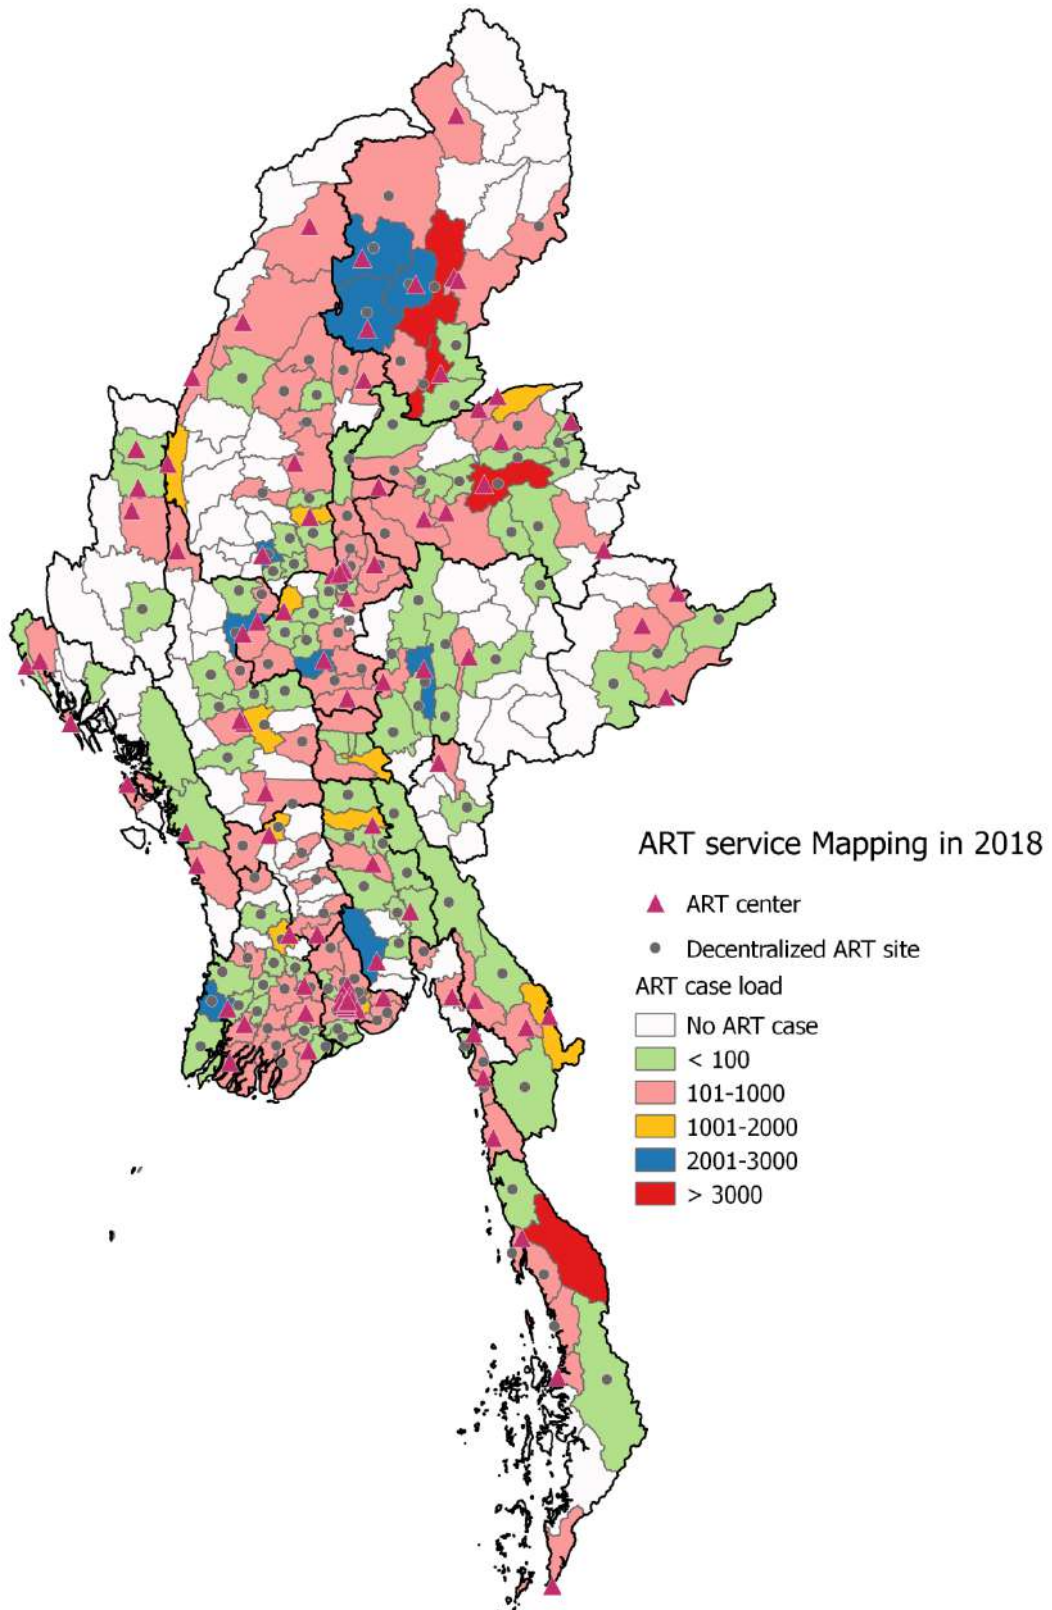 ART service Mapping in 2018
ART center
Decentralized ART site
ART case load
No ART case
< 100
101-1000
1001-2000
2001-3000
> 3000